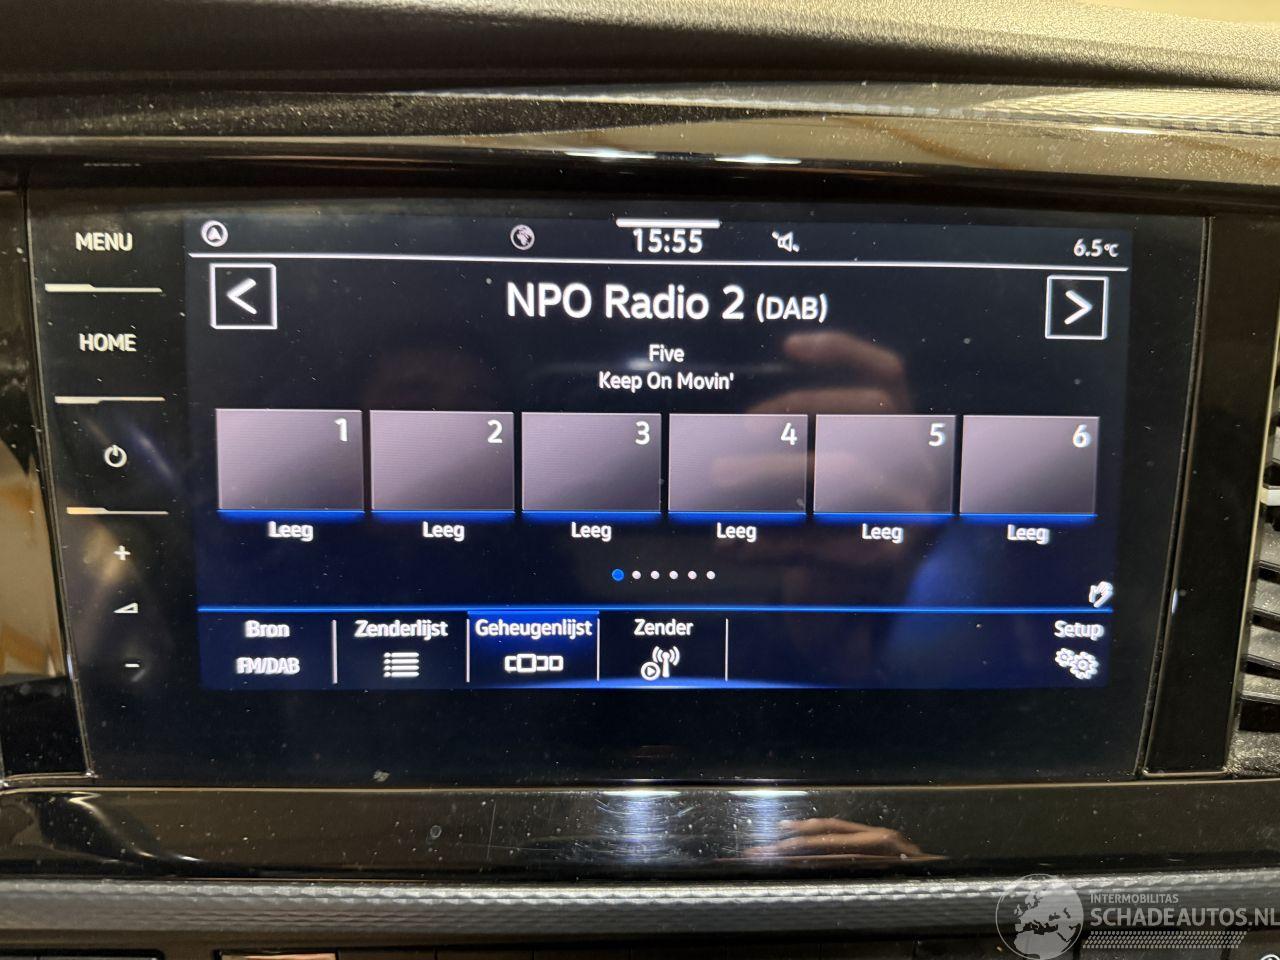 MENU
HOME
+
-
15:55
6.5°C
<
NPO Radio 2 (DAB)
>
Five
Keep On Movin'
1
2
3
4
5
6
Leeg
Leeg
Leeg
Leeg
Leeg
Leeg
Bron
FM/DAB
Zenderlijst
Geheugenlijst
Zender
Setup
INTERMOBILITAS
SCHADEAUTOS.NL